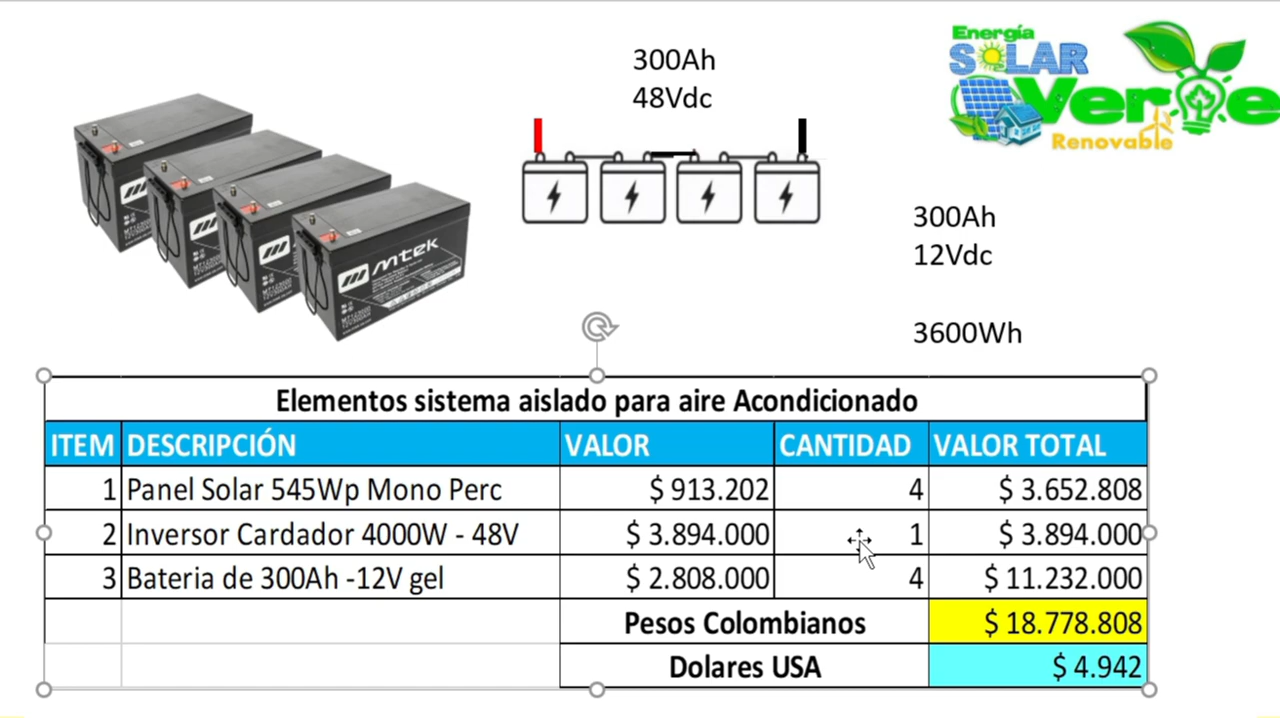 300Ah
48Vdc
Energía
SOLAR
Verde
Renovable
mtek
300Ah
12Vdc
3600Wh
Elementos sistema aislado para aire Acondicionado
ITEM DESCRIPCIÓN VALOR CANTIDAD VALOR TOTAL
1 Panel Solar 545Wp Mono Perc $ 913.202 4 $ 3.652.808
2 Inversor Cardador 4000W - 48V $ 3.894.000 1 $ 3.894.000
3 Bateria de 300Ah -12V gel $ 2.808.000 4 $ 11.232.000
Pesos Colombianos $ 18.778.808
Dolares USA $ 4.942